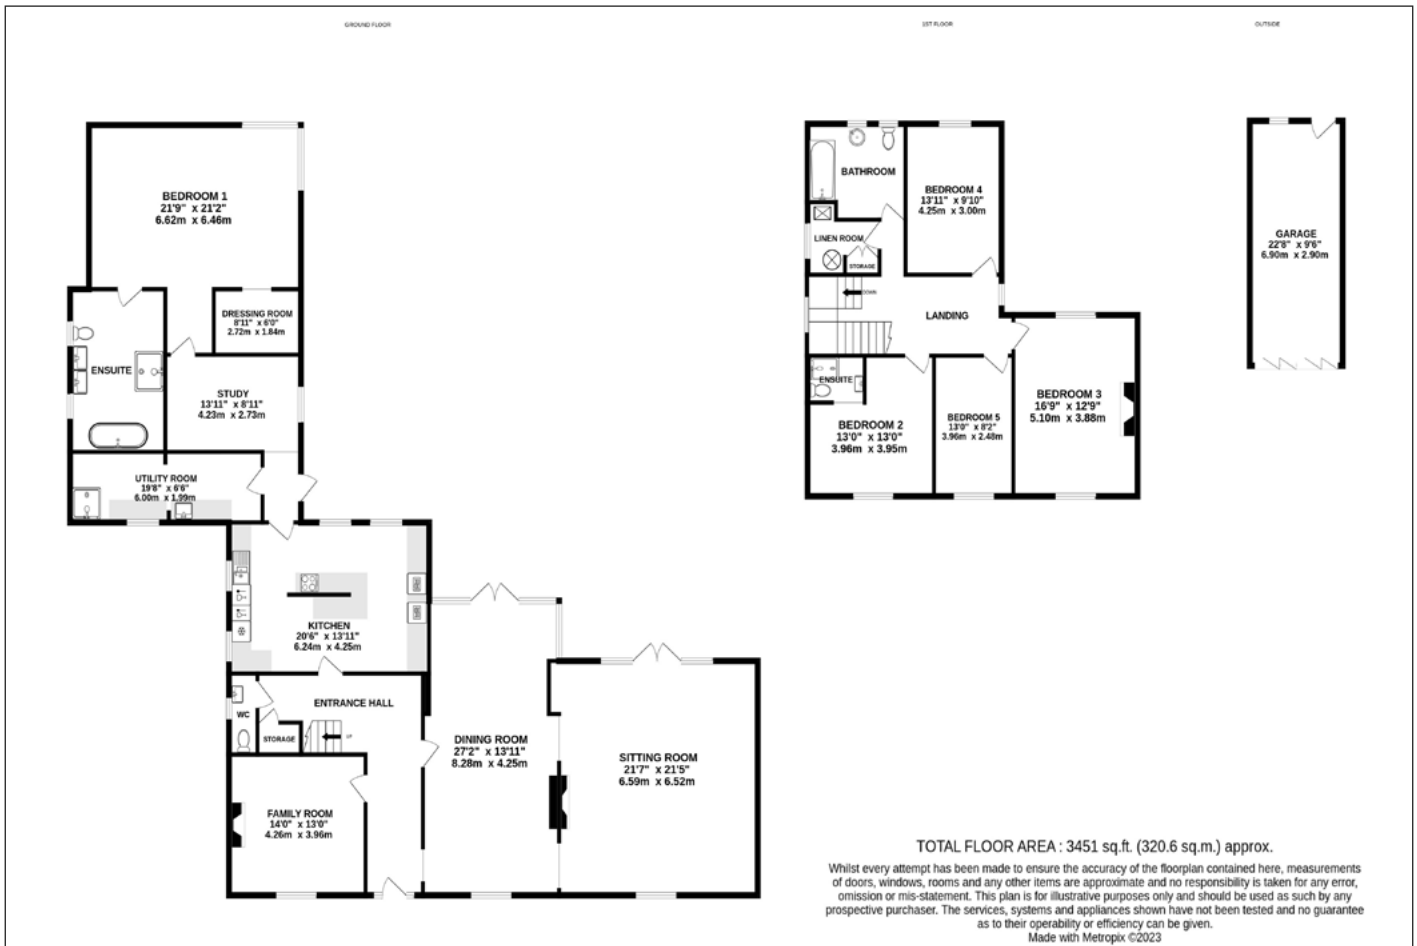 GROUND FLOOR
1ST FLOOR
OUTSIDE
BEDROOM 1
21'9" x 21'2"
6.62m x 6.46m
DRESSING ROOM
8'11" x 6'0"
2.72m x 1.84m
ENSUITE
STUDY
13'11" x 8'11"
4.23m x 2.73m
UTILITY ROOM
19'8" x 6'6"
6.00m x 1.99m
KITCHEN
20'6" x 13'11"
6.24m x 4.25m
ENTRANCE HALL
WC
STORAGE
UP
DINING ROOM
27'2" x 13'11"
8.28m x 4.25m
SITTING ROOM
21'7" x 21'5"
6.59m x 6.52m
FAMILY ROOM
14'0" x 13'0"
4.26m x 3.96m
BATHROOM
BEDROOM 4
13'11" x 9'10"
4.25m x 3.00m
LINEN ROOM
STORAGE
DOWN
LANDING
ENSUITE
BEDROOM 2
13'0" x 13'0"
3.96m x 3.95m
BEDROOM 5
13'0" x 8'2"
3.96m x 2.48m
BEDROOM 3
16'9" x 12'9"
5.10m x 3.88m
GARAGE
22'8" x 9'6"
6.90m x 2.90m
TOTAL FLOOR AREA : 3451 sq.ft. (320.6 sq.m.) approx.
Whilst every attempt has been made to ensure the accuracy of the floorplan contained here, measurements
of doors, windows, rooms and any other items are approximate and no responsibility is taken for any error,
omission or mis-statement. This plan is for illustrative purposes only and should be used as such by any
prospective purchaser. The services, systems and appliances shown have not been tested and no guarantee
as to their operability or efficiency can be given.
Made with Metropix ©2023